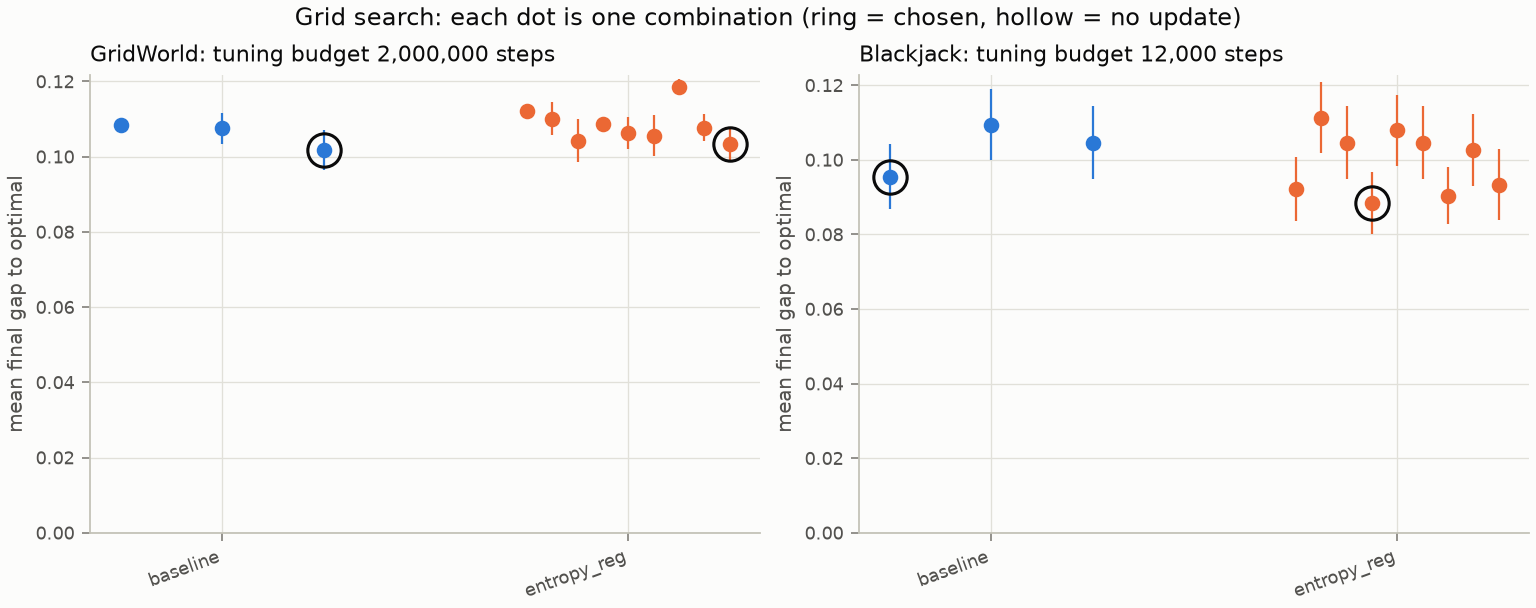 Grid search: each dot is one combination (ring = chosen, hollow = no update)
GridWorld: tuning budget 2,000,000 steps
mean final gap to optimal
0.12
0.10
0.08
0.06
0.04
0.02
0.00
baseline
entropy_reg
Blackjack: tuning budget 12,000 steps
mean final gap to optimal
0.12
0.10
0.08
0.06
0.04
0.02
0.00
baseline
entropy_reg